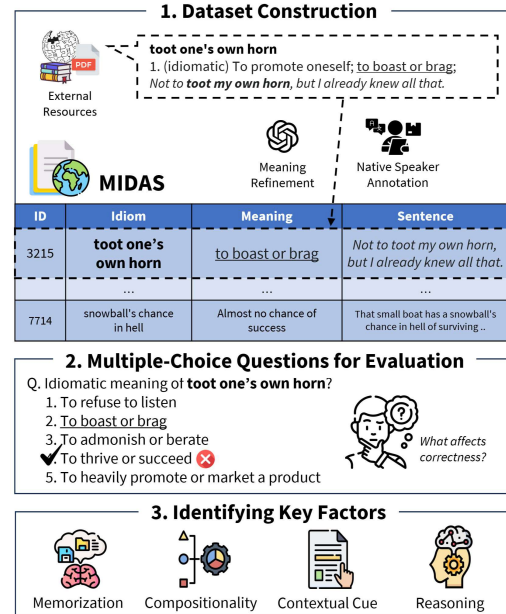 1. Dataset Construction
toot one's own horn
1. (idiomatic) To promote oneself; to boast or brag;
Not to toot my own horn, but I already knew all that.
PDF
External
Resources
Meaning
Refinement
Native Speaker
Annotation
MIDAS
ID Idiom Meaning Sentence
3215 toot one's own horn to boast or brag Not to toot my own horn, but I already knew all that.
... ...
7714 snowball's chance in hell Almost no chance of success That small boat has a snowball's chance in hell of surviving ..
2. Multiple-Choice Questions for Evaluation
Q. Idiomatic meaning of toot one's own horn?
1. To refuse to listen
2. To boast or brag
3. To admonish or berate
To thrive or succeed
5. To heavily promote or market a product
What affects
correctness?
3. Identifying Key Factors
Memorization Compositionality Contextual Cue Reasoning